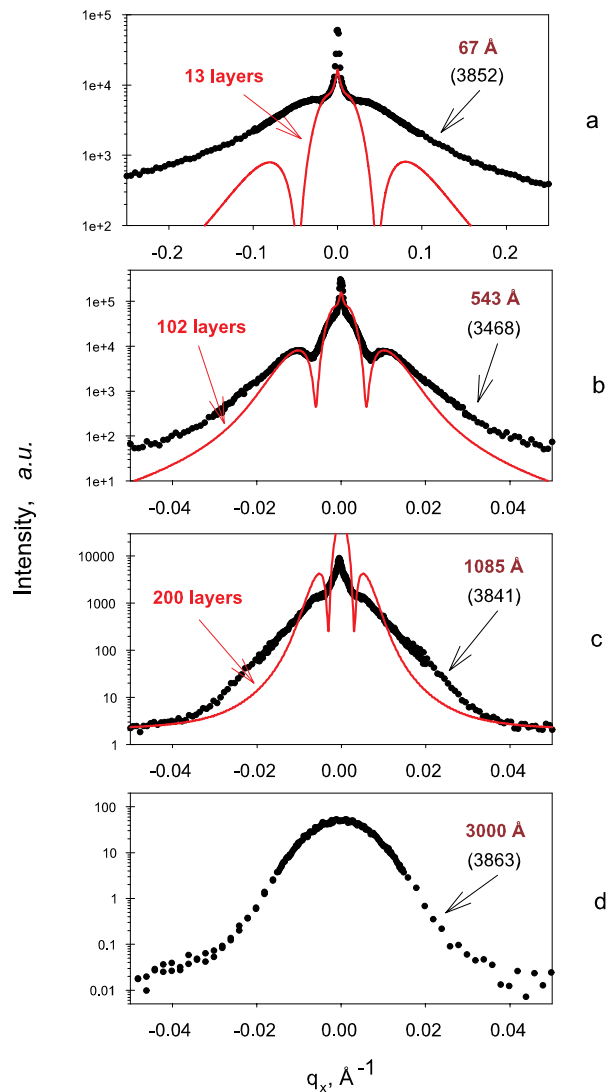 1e+5
1e+4
1e+3
1e+2
13 layers
67 Å
(3852)
a
-0.2 -0.1 0.0 0.1 0.2
1e+5
1e+4
1e+3
1e+2
1e+1
102 layers
543 Å
(3468)
b
-0.04 -0.02 0.00 0.02 0.04
Intensity, a.u.
10000
1000
100
10
1
200 layers
1085 Å
(3841)
c
-0.04 -0.02 0.00 0.02 0.04
100
10
1
0.1
0.01
3000 Å
(3863)
d
-0.04 -0.02 0.00 0.02 0.04
qx, Å-1